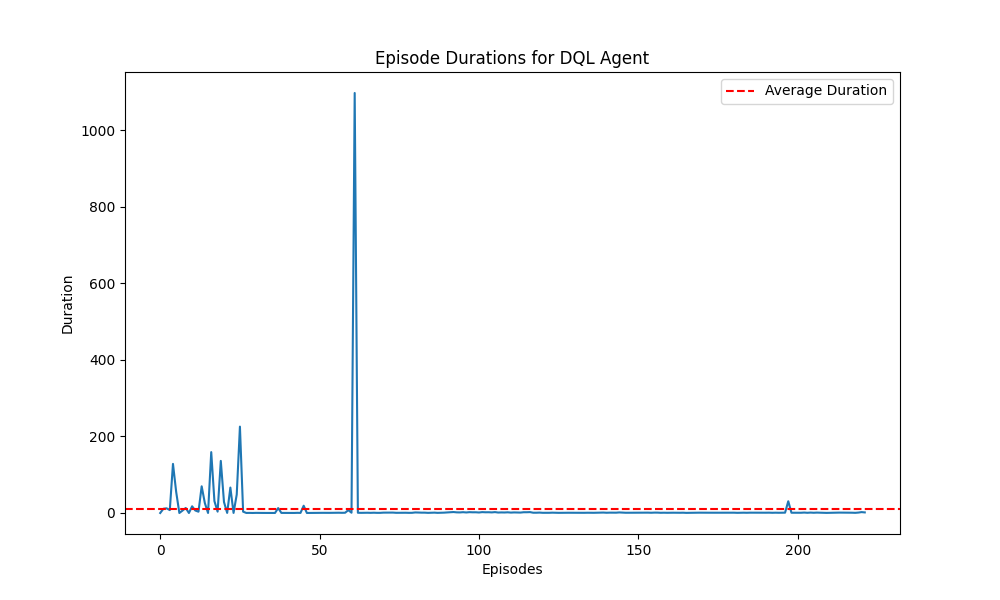 Episode Durations for DQL Agent
Average Duration
1000
800
600
400
200
0
Duration
0 50 100 150 200
Episodes